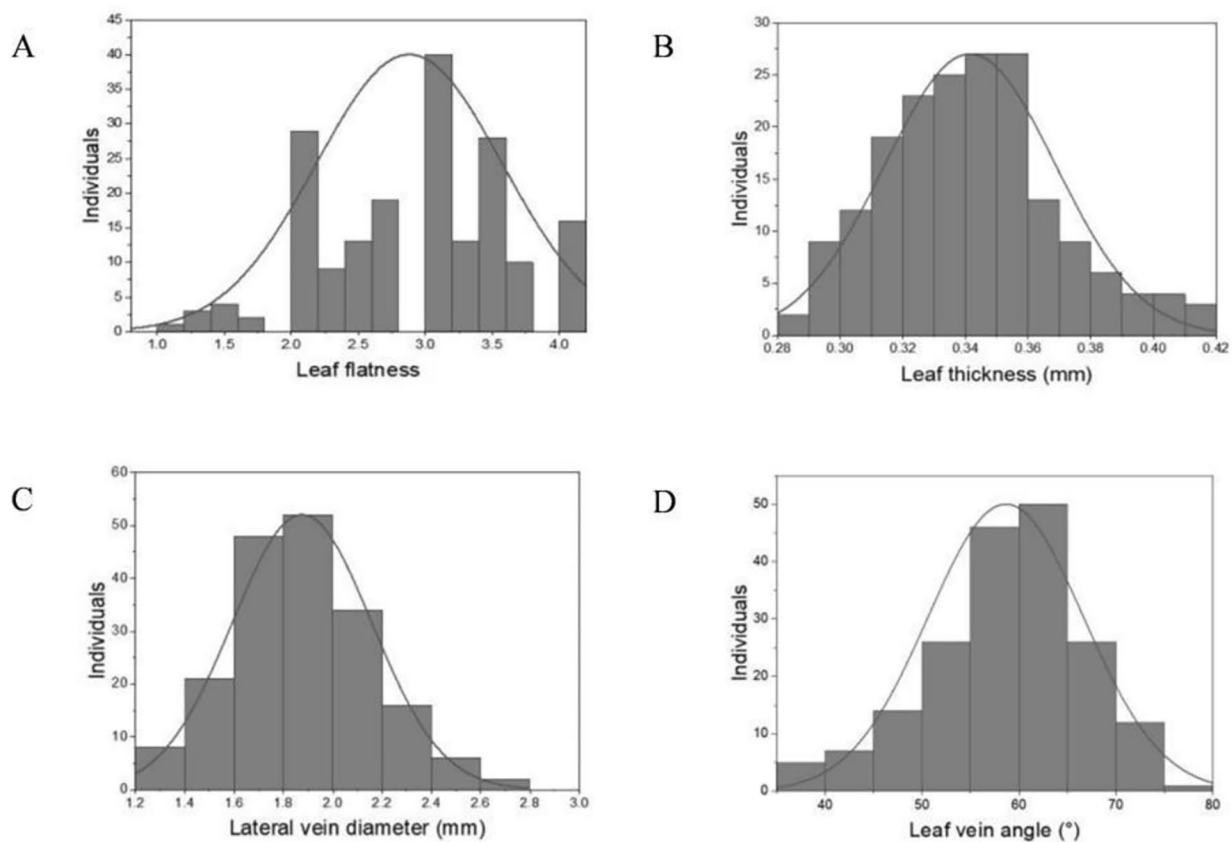 A
45
40
35
30
25
20
15
10
5
0
Individuals
1.0 1.5 2.0 2.5 3.0 3.5 4.0
Leaf flatness
B
30
25
20
15
10
5
0
Individuals
0.28 0.30 0.32 0.34 0.36 0.38 0.40 0.42
Leaf thickness (mm)
C
60
50
40
30
20
10
0
Individuals
1.2 1.4 1.6 1.8 2.0 2.2 2.4 2.6 2.8 3.0
Lateral vein diameter (mm)
D
50
40
30
20
10
0
Individuals
40 50 60 70 80
Leaf vein angle (°)